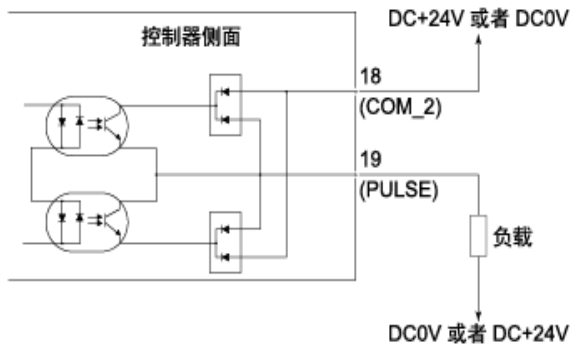 DC+24V 或者 DC0V
控制器侧面
18
(COM_2)
19
(PULSE)
负载
DC0V 或者 DC+24V